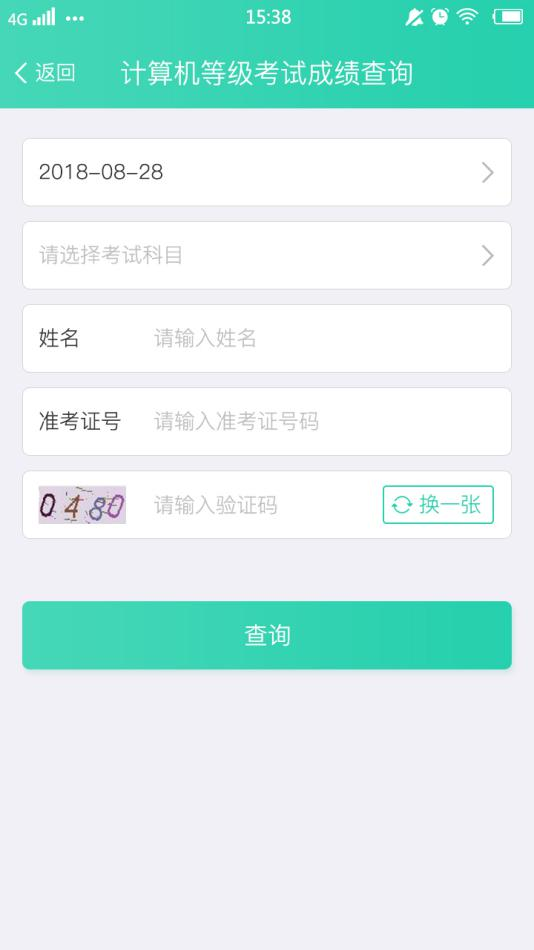 4G 15:38
返回 计算机等级考试成绩查询
2018-08-28
请选择考试科目
姓名 请输入姓名
准考证号 请输入准考证号码
0480 请输入验证码 换一张
查询